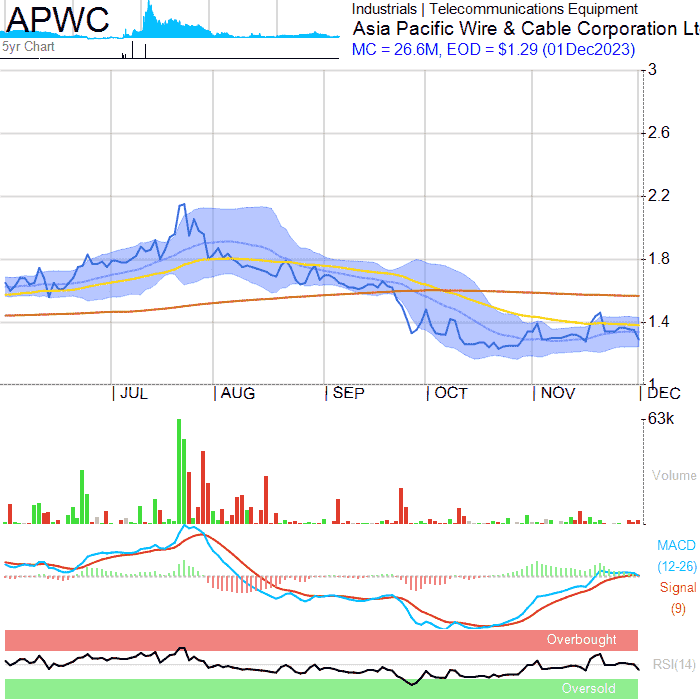 APWC
5yr Chart
Industrials | Telecommunications Equipment
Asia Pacific Wire & Cable Corporation Lt
MC = 26.6M, EOD = $1.29 (01Dec2023)
3
2.6
2.2
1.8
1.4
1
| JUL | AUG | SEP | OCT | NOV | DEC
63k
Volume
MACD
(12-26)
Signal
(9)
Overbought
RSI(14)
Oversold